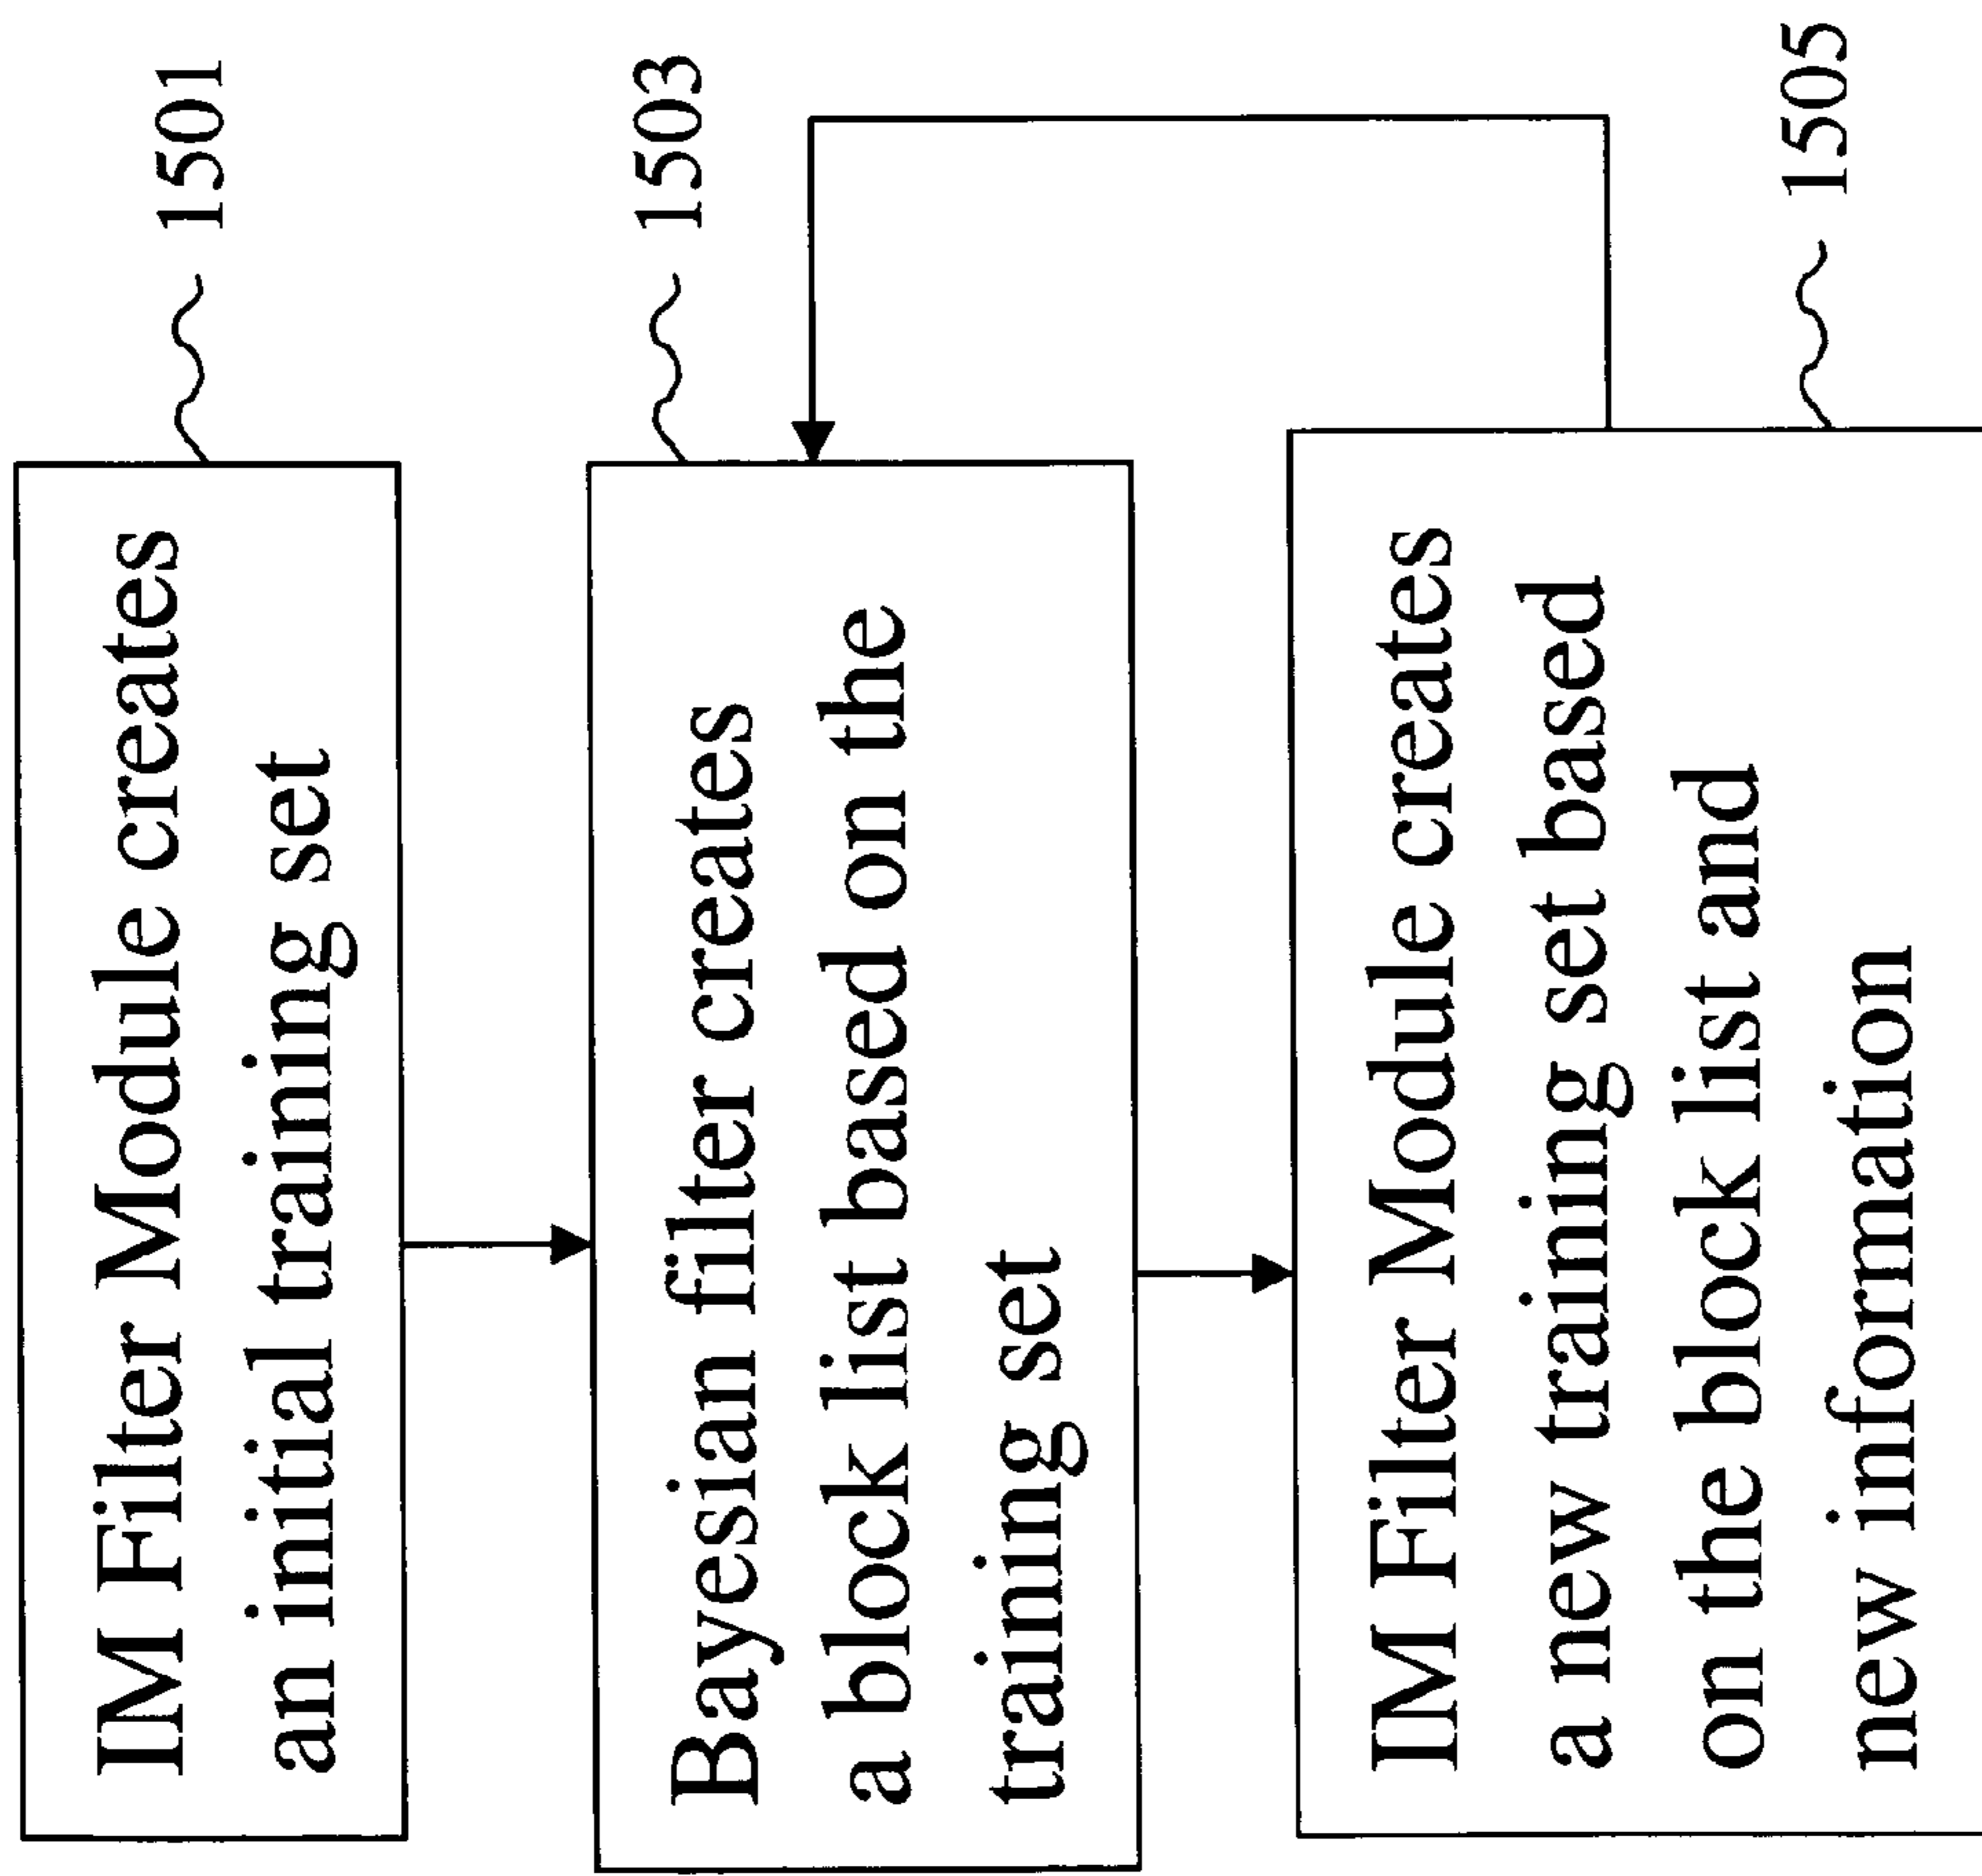 IM Filter Module creates
an initial training set
1501
Bayesian filter creates
a block list based on the
training set
1503
IM Filter Module creates
a new training set based
on the block list and
new information
1505